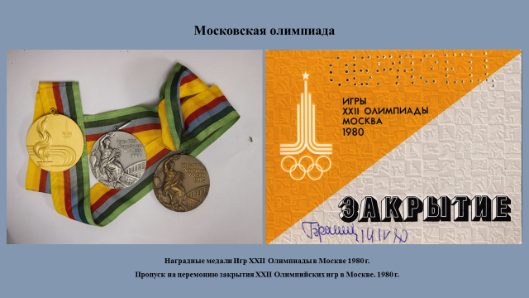 Московская олимпиада
ИГРЫ
XXII ОЛИМПИАДЫ
МОСКВА
1980
ЗАКРЫТИЕ
Наградные медали Игр XXII Олимпиады в Москве 1980 г.
Пропуск на церемонию закрытия XXII Олимпийских игр в Москве. 1980 г.